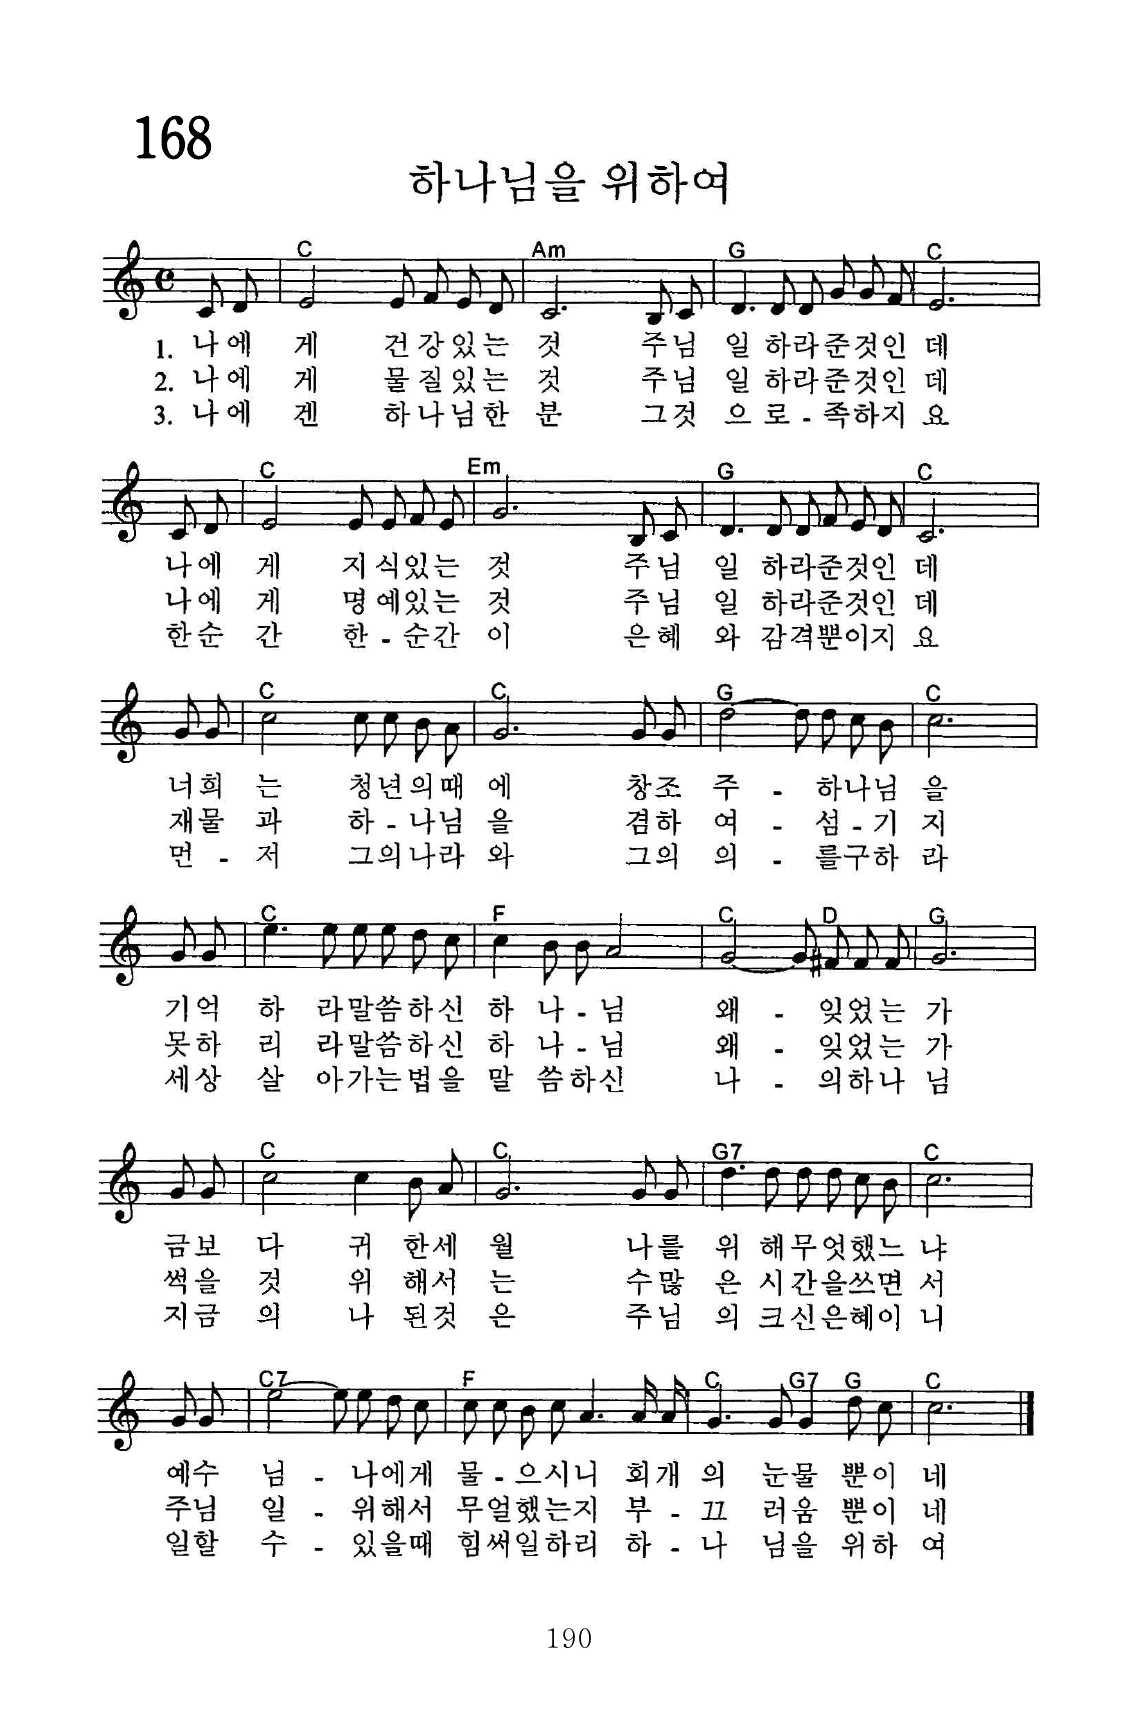 168
하나님을 위하여
C Am G C
1. 나에 게 건강있는 것 주님 일 하라준것인 데
2. 나에 게 물질있는 것 주님 일 하라준것인 데
3. 나에 겐 하나님한 분 그것 으로-족하지 요
C Em G C
나에 게 지식있는 것 주님 일 하라준것인 데
나에 게 명예있는 것 주님 일 하라준것인 데
한순 간 한-순간 이 은혜 와 감격뿐이지 요
C C G C
너희 는 청년의때 에 창조 주 - 하나님 을
재물 과 하-나님 을 겸하 여 - 섬-기 지
먼 - 저 그의나라 와 그의 의 - 를구하 라
C F C D G
기억 하 라말씀하신 하 나-님 왜 - 잊었는 가
못하 리 라말씀하신 하 나-님 왜 - 잊었는 가
세상 살 아가는법을 말 씀하신 나 - 의하나 님
C C G7 C
금보 다 귀 한세 월 나를 위 해무엇했느 냐
썩을 것 위 해서 는 수많 은 시간을쓰면 서
지금 의 나 된것 은 주님 의 크신은혜이 니
C7 F C G7 G C
예수 님 - 나에게 물-으시니 회개 의 눈물 뿐이 네
주님 일 - 위해서 무얼했는지 부-끄 러움 뿐이 네
일할 수 - 있을때 힘써일하리 하-나 님을 위하 여
190